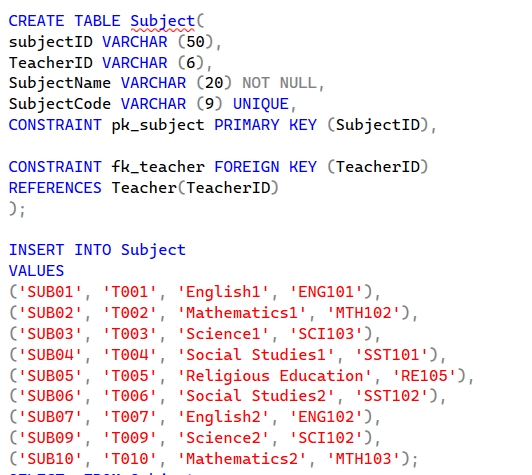 CREATE TABLE Subject(
subjectID VARCHAR (50),
TeacherID VARCHAR (6),
SubjectName VARCHAR (20) NOT NULL,
SubjectCode VARCHAR (9) UNIQUE,
CONSTRAINT pk_subject PRIMARY KEY (SubjectID),
CONSTRAINT fk_teacher FOREIGN KEY (TeacherID)
REFERENCES Teacher(TeacherID)
);
INSERT INTO Subject
VALUES
('SUB01', 'T001', 'English1', 'ENG101'),
('SUB02', 'T002', 'Mathematics1', 'MTH102'),
('SUB03', 'T003', 'Science1', 'SCI103'),
('SUB04', 'T004', 'Social Studies1', 'SST101'),
('SUB05', 'T005', 'Religious Education', 'RE105'),
('SUB06', 'T006', 'Social Studies2', 'SST102'),
('SUB07', 'T007', 'English2', 'ENG102'),
('SUB09', 'T009', 'Science2', 'SCI102'),
('SUB10', 'T010', 'Mathematics2', 'MTH103');